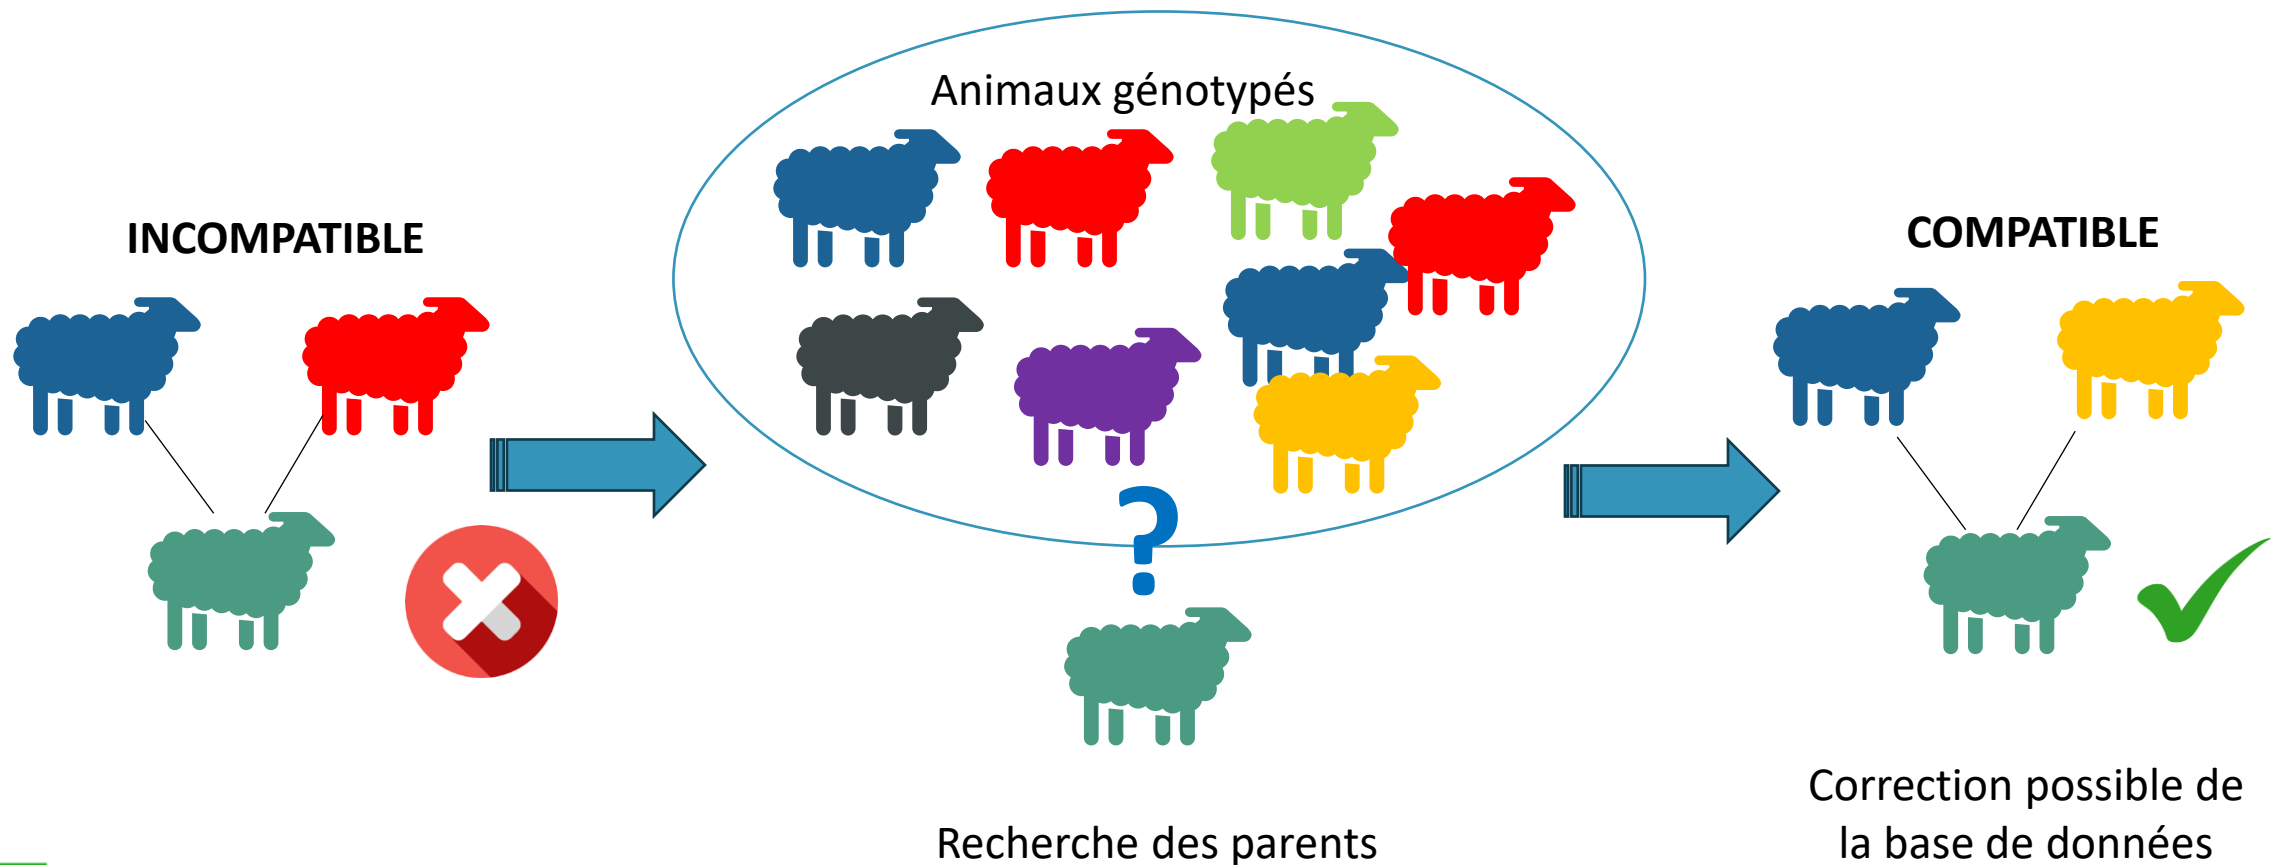 INCOMPATIBLE
Animaux génotypés
?
Recherche des parents
COMPATIBLE
Correction possible de
la base de données